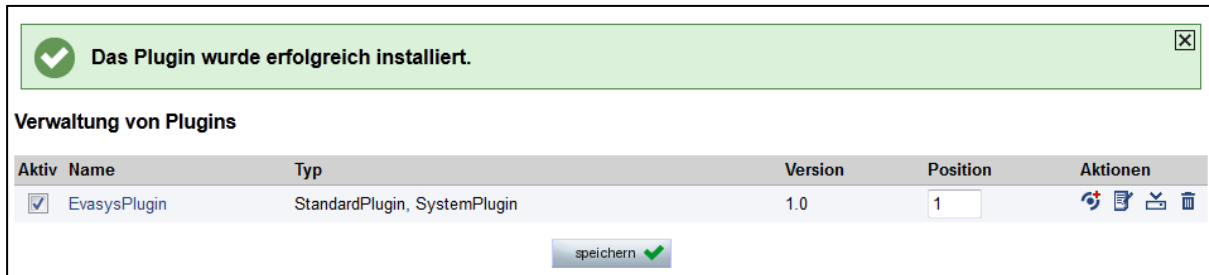 Das Plugin wurde erfolgreich installiert.
Verwaltung von Plugins
Aktiv Name Typ Version Position Aktionen
EvasysPlugin StandardPlugin, SystemPlugin 1.0 1
speichern